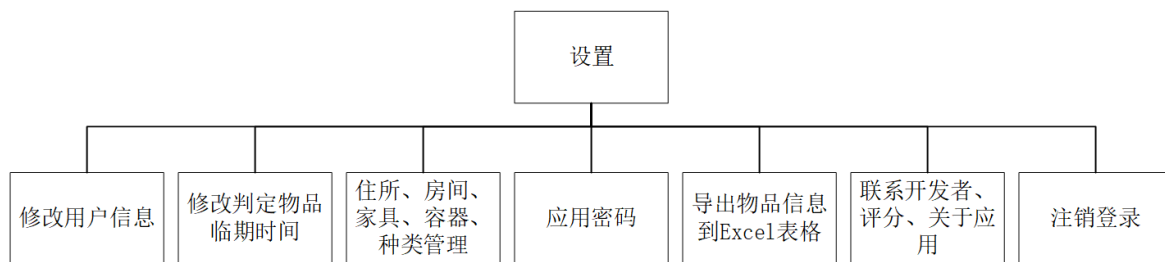 设置
修改用户信息
修改判定物品
临期时间
住所、房间、
家具、容器、
种类管理
应用密码
导出物品信息
到Excel表格
联系开发者、
评分、关于应
用
注销登录